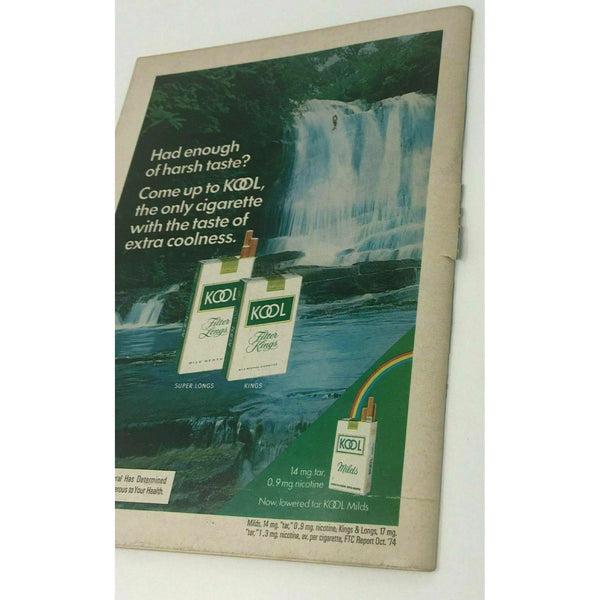 Had enough
of harsh taste?
Come up to KOOL,
the only cigarette
with the taste of
extra coolness.
KOOL
Filter
Longs
MILD MENTH
KOOL
Filter
Kings
SUPER LONGS
KINGS
KOOL
Milds
14 mg. tar,
0.9 mg. nicotine
Now, lowered tar KOOL Milds
eral Has Determined
erous to Your Health.
Milds, 14 mg. "tar," 0.9 mg. nicotine; Kings & Longs, 17 mg.
"tar," 1.3 mg. nicotine, av. per cigarette, FTC Report Oct. '74